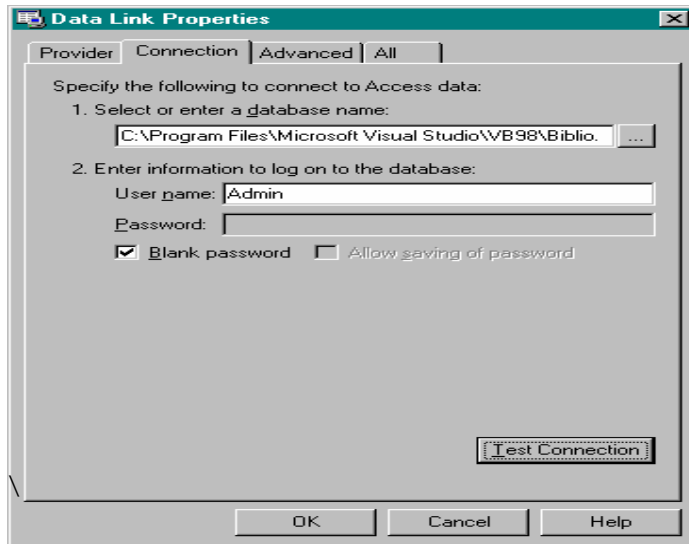 Data Link Properties
Provider Connection Advanced All
Specify the following to connect to Access data:
1. Select or enter a database name:
C:\Program Files\Microsoft Visual Studio\VB98\Biblio. ...
2. Enter information to log on to the database:
User name: Admin
Password:
Blank password Allow saving of password
Test Connection
\
OK Cancel Help